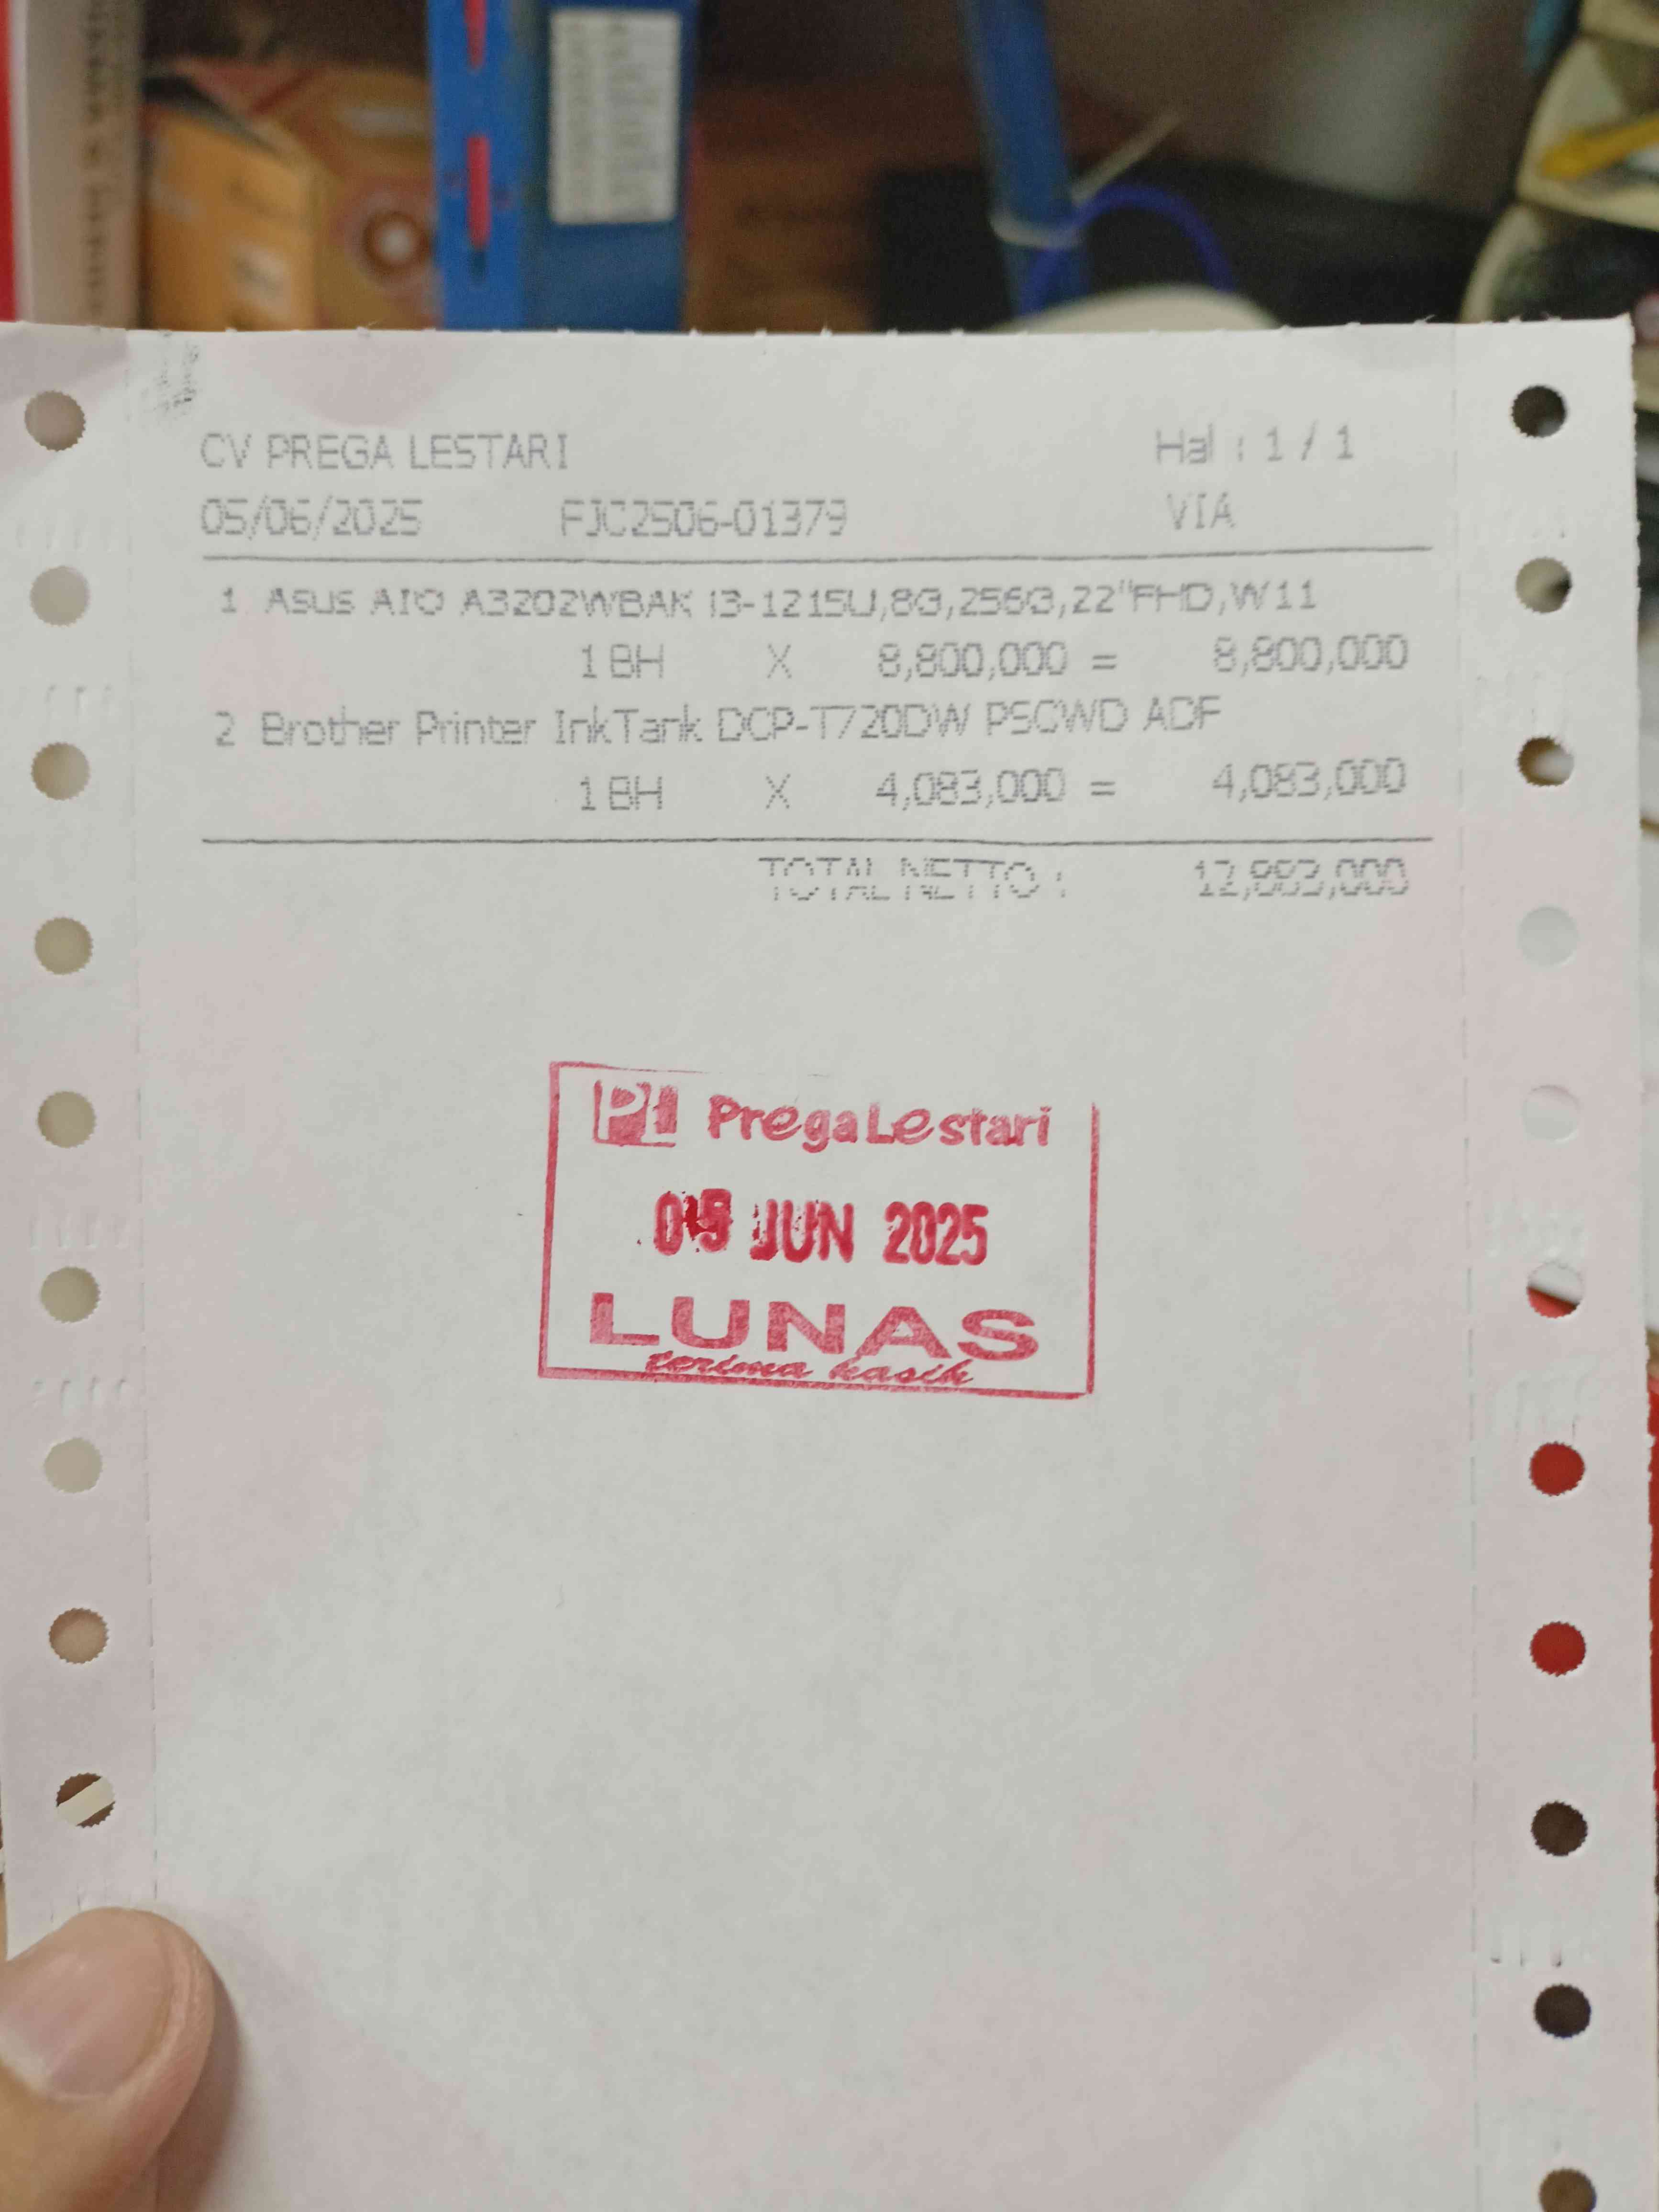 CV PREGA LESTARI Hal : 1 / 1
05/06/2025 FJC2506-01379 VIA
1 Asus AIO A3202WBAK i3-1215U,8G,256G,22"FHD,W11
1 BH X 8,800,000 = 8,800,000
2 Brother Printer InkTank DCP-T720DW PSCWD ADF
1 BH X 4,083,000 = 4,083,000
TOTAL NETTO : 12,883,000
PL PregaLestari
05 JUN 2025
LUNAS
terima kasih